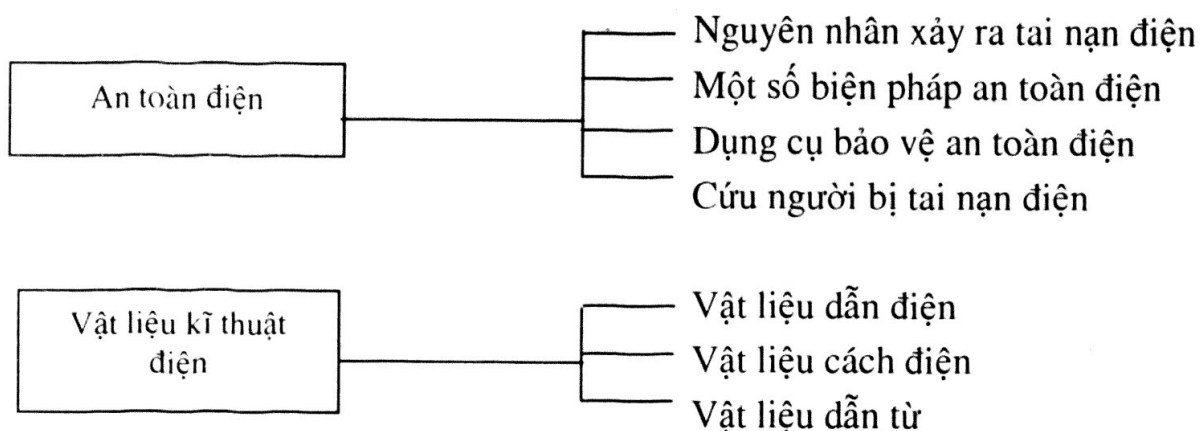 An toàn điện
Nguyên nhân xảy ra tai nạn điện
Một số biện pháp an toàn điện
Dụng cụ bảo vệ an toàn điện
Cứu người bị tai nạn điện
Vật liệu kĩ thuật
điện
Vật liệu dẫn điện
Vật liệu cách điện
Vật liệu dẫn từ